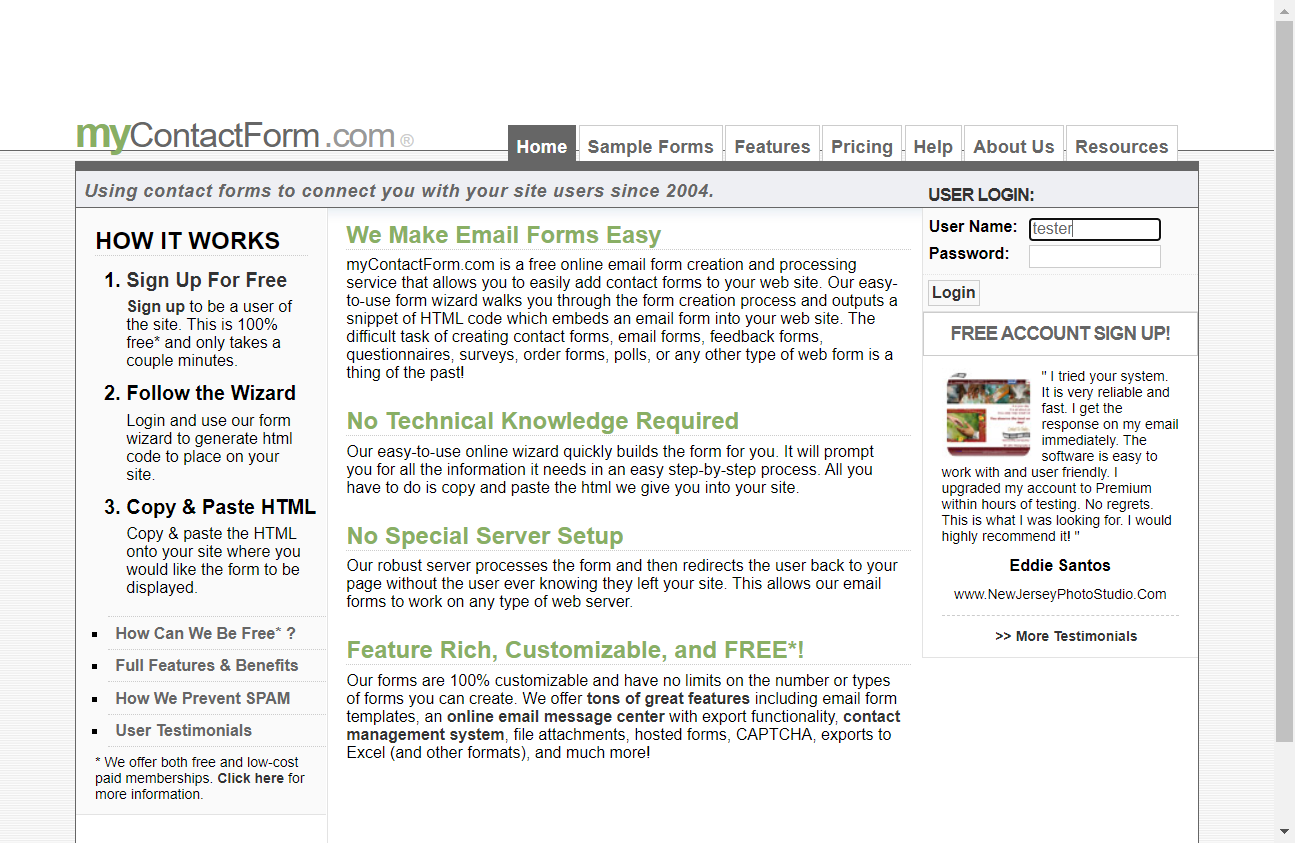 myContactForm.com ®
Home
Sample Forms
Features
Pricing
Help
About Us
Resources
Using contact forms to connect you with your site users since 2004.
USER LOGIN:
User Name: tester
Password:
Login
HOW IT WORKS
1. Sign Up For Free
Sign up to be a user of
the site. This is 100%
free* and only takes a
couple minutes.
2. Follow the Wizard
Login and use our form
wizard to generate html
code to place on your
site.
3. Copy & Paste HTML
Copy & paste the HTML
onto your site where you
would like the form to be
displayed.
How Can We Be Free* ?
Full Features & Benefits
How We Prevent SPAM
User Testimonials
* We offer both free and low-cost
paid memberships. Click here for
more information.
We Make Email Forms Easy
myContactForm.com is a free online email form creation and processing
service that allows you to easily add contact forms to your web site. Our easy-
to-use form wizard walks you through the form creation process and outputs a
snippet of HTML code which embeds an email form into your web site. The
difficult task of creating contact forms, email forms, feedback forms,
questionnaires, surveys, order forms, polls, or any other type of web form is a
thing of the past!
No Technical Knowledge Required
Our easy-to-use online wizard quickly builds the form for you. It will prompt
you for all the information it needs in an easy step-by-step process. All you
have to do is copy and paste the html we give you into your site.
No Special Server Setup
Our robust server processes the form and then redirects the user back to your
page without the user ever knowing they left your site. This allows our email
forms to work on any type of web server.
Feature Rich, Customizable, and FREE*!
Our forms are 100% customizable and have no limits on the number or types
of forms you can create. We offer tons of great features including email form
templates, an online email message center with export functionality, contact
management system, file attachments, hosted forms, CAPTCHA, exports to
Excel (and other formats), and much more!
FREE ACCOUNT SIGN UP!
" I tried your system.
It is very reliable and
fast. I get the
response on my email
immediately. The
software is easy to
work with and user friendly. I
upgraded my account to Premium
within hours of testing. No regrets.
This is what I was looking for. I would
highly recommend it! "
Eddie Santos
www.NewJerseyPhotoStudio.Com
>> More Testimonials